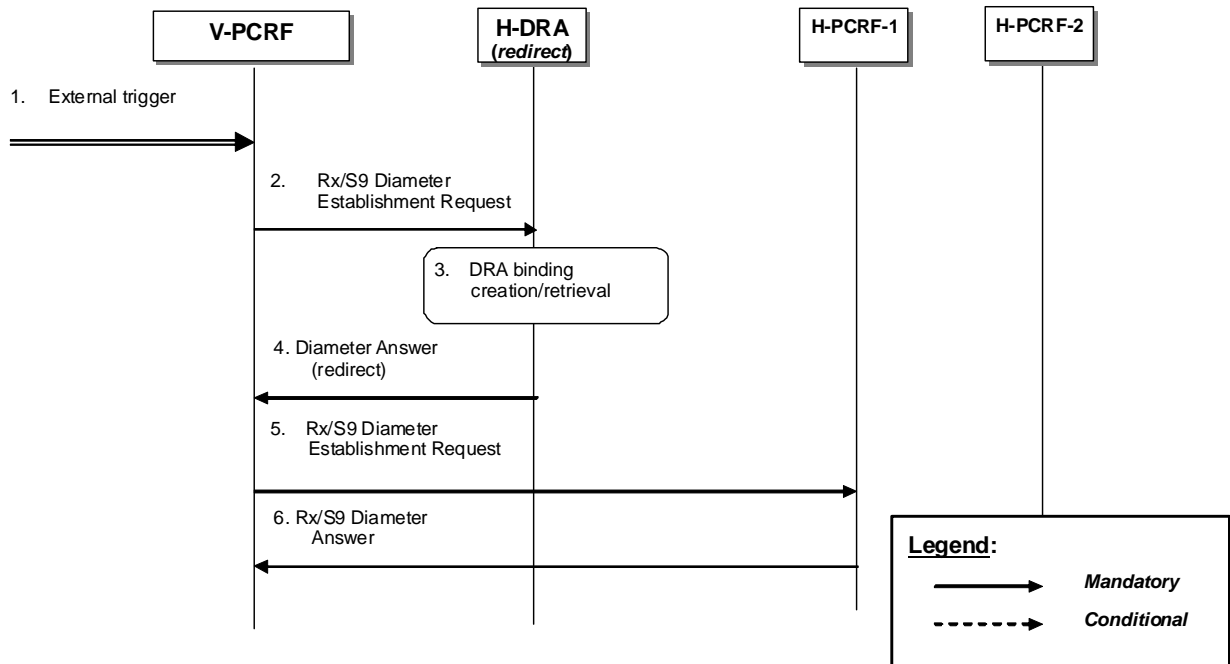 V-PCRF
H-DRA
(redirect)
H-PCRF-1
H-PCRF-2
1. External trigger
2. Rx/S9 Diameter
Establishment Request
3. DRA binding
creation/retrieval
4. Diameter Answer
(redirect)
5. Rx/S9 Diameter
Establishment Request
6. Rx/S9 Diameter
Answer
Legend:
Mandatory
Conditional